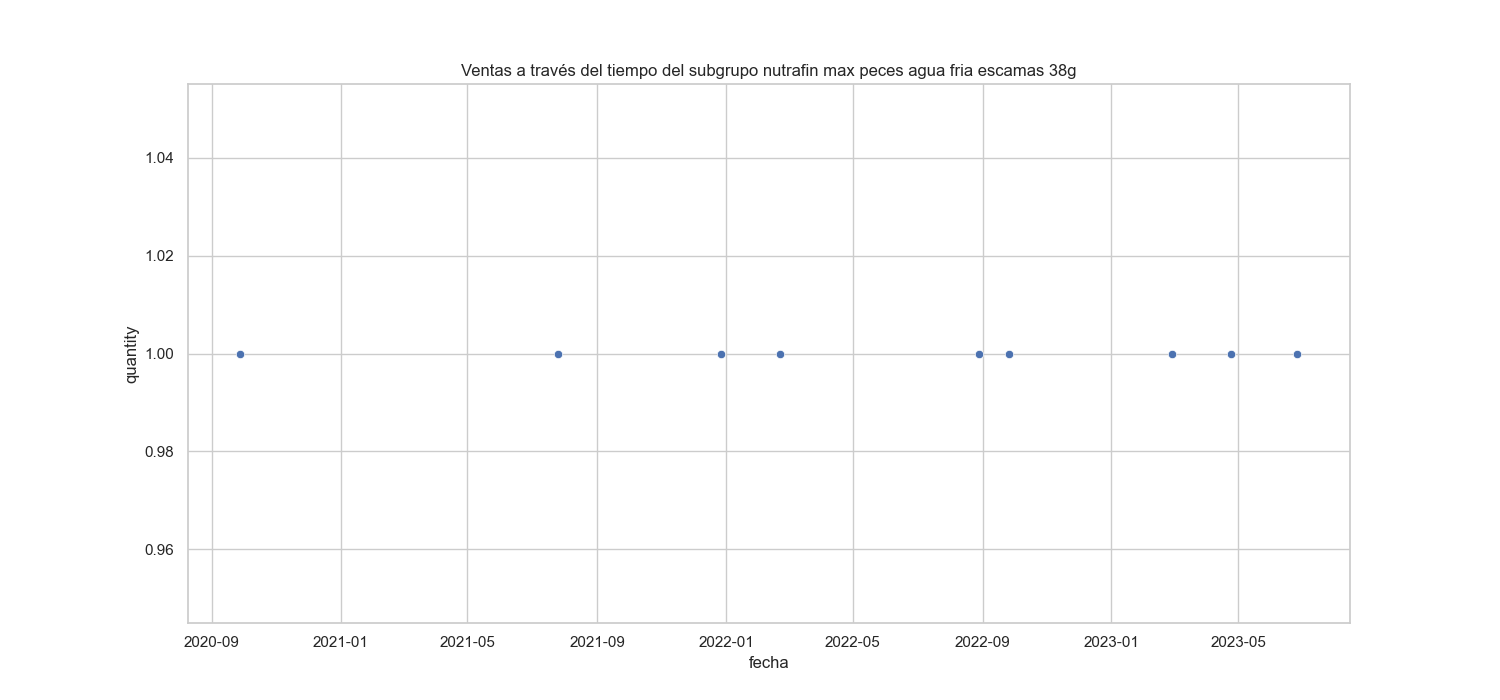 Ventas a través del tiempo del subgrupo nutrafin max peces agua fria escamas 38g
1.04
1.02
1.00
0.98
0.96
quantity
2020-09 2021-01 2021-05 2021-09 2022-01 2022-05 2022-09 2023-01 2023-05
fecha